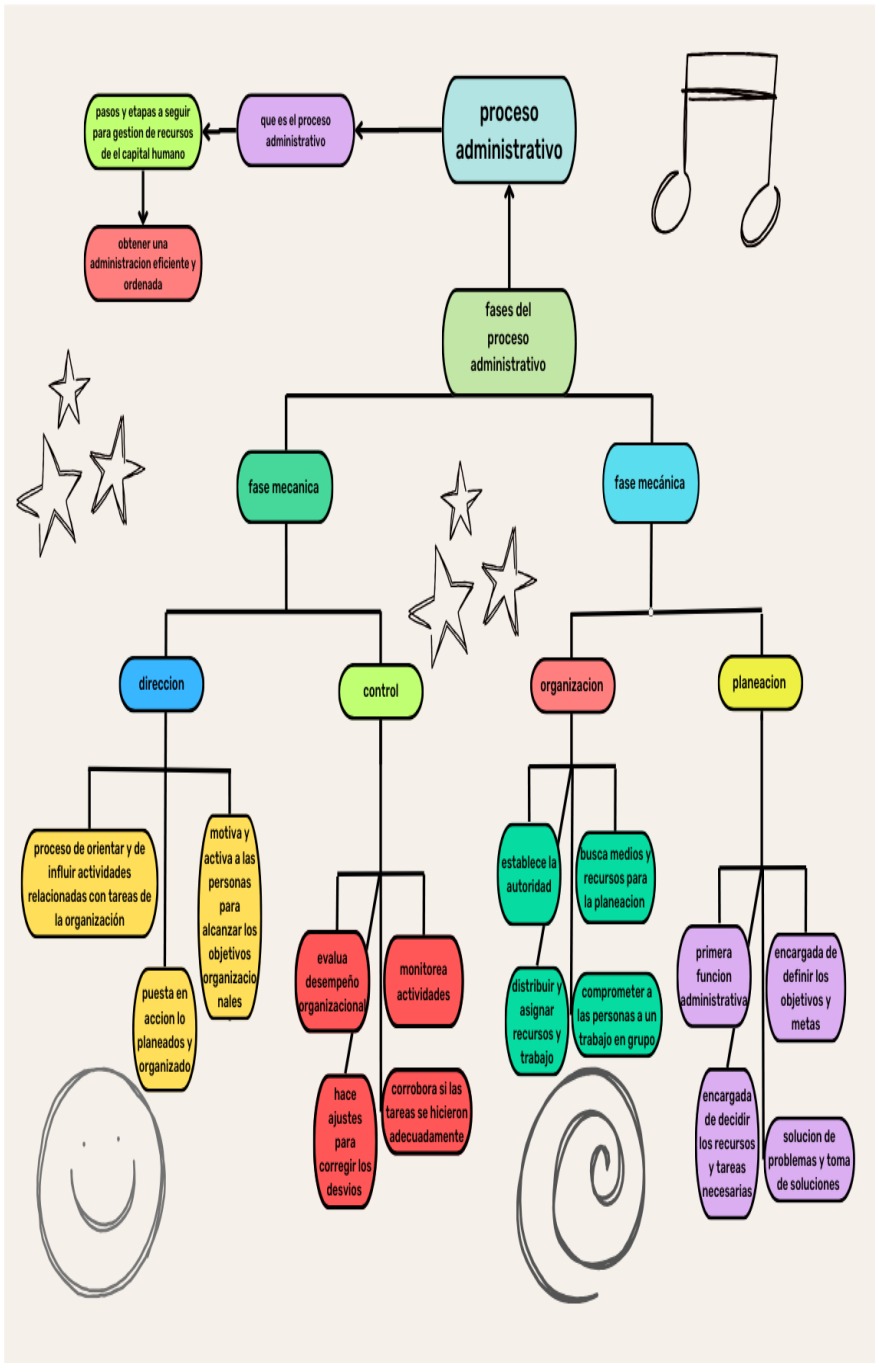 proceso
administrativo
que es el proceso
administrativo
pasos y etapas a seguir
para gestion de recursos
de el capital humano
obtener una
administracion eficiente y
ordenada
fases del
proceso
administrativo
fase mecanica
fase mecánica
direccion
control
organizacion
planeacion
proceso de orientar y de
influir actividades
relacionadas con tareas de
la organización
puesta en
accion lo
planeados y
organizado
motiva y
activa a las
personas
para
alcanzar los
objetivos
organizacio
nales
evalua
desempeño
organizacional
monitorea
actividades
hace
ajustes
para
corregir los
desvios
corrobora si las
tareas se hicieron
adecuadamente
establece la
autoridad
busca medios y
recursos para
la planeacion
distribuir y
asignar
recursos y
trabajo
comprometer a
las personas a un
trabajo en grupo
primera
funcion
administrativa
encargada de
definir los
objetivos y
metas
encargada
de decidir
los recursos
y tareas
necesarias
solucion de
problemas y toma
de soluciones